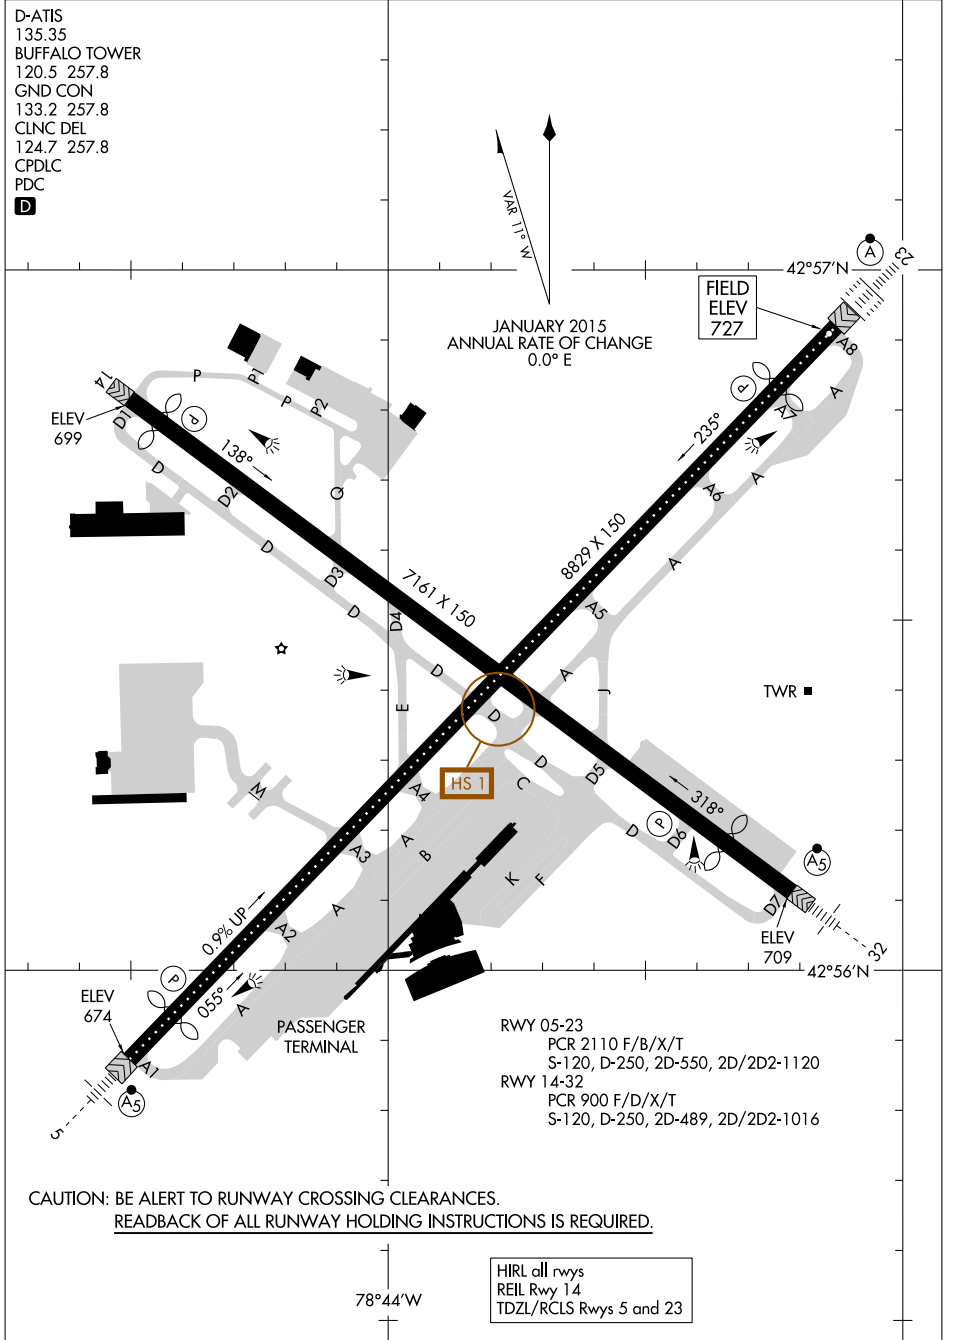 D-ATIS
135.35
BUFFALO TOWER
120.5 257.8
GND CON
133.2 257.8
CLNC DEL
124.7 257.8
CPDLC
PDC
D
VAR 11° W
JANUARY 2015
ANNUAL RATE OF CHANGE
0.0° E
A
23
42°57'N
FIELD
ELEV
727
A8
P
A
A7
235°
A
A6
8829 X 150
A
A5
A
J
14
ELEV
699
D1
P
P
P1
P
P2
138°
D
D2
Q
D
D3
D
7161 X 150
D4
D
E
D
HS 1
D
C
D5
TWR
318°
P
D
D6
A5
D7
ELEV
709
32
42°56'N
M
A4
A
B
A3
K
F
A
A2
0.9% UP
P
055°
A
ELEV
674
A1
A5
5
PASSENGER
TERMINAL
RWY 05-23
PCR 2110 F/B/X/T
S-120, D-250, 2D-550, 2D/2D2-1120
RWY 14-32
PCR 900 F/D/X/T
S-120, D-250, 2D-489, 2D/2D2-1016
CAUTION: BE ALERT TO RUNWAY CROSSING CLEARANCES.
READBACK OF ALL RUNWAY HOLDING INSTRUCTIONS IS REQUIRED.
78°44'W
HIRL all rwys
REIL Rwy 14
TDZL/RCLS Rwys 5 and 23